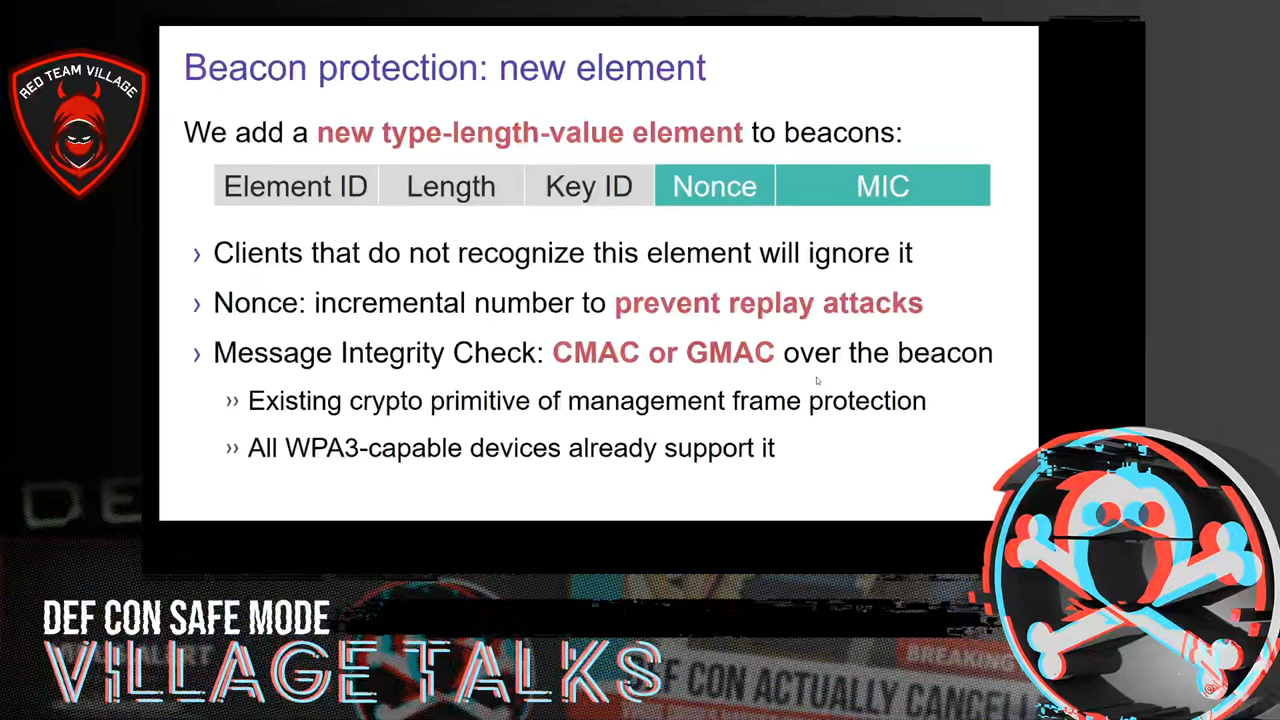 RED TEAM VILLAGE
Beacon protection: new element
We add a new type-length-value element to beacons:
Element ID Length Key ID Nonce MIC
› Clients that do not recognize this element will ignore it
› Nonce: incremental number to prevent replay attacks
› Message Integrity Check: CMAC or GMAC over the beacon
›› Existing crypto primitive of management frame protection
›› All WPA3-capable devices already support it
DE
DEF CON SAFE MODE
VILLAGE TALKS
BREAKING
DEF CON ACTUALLY CANCELL